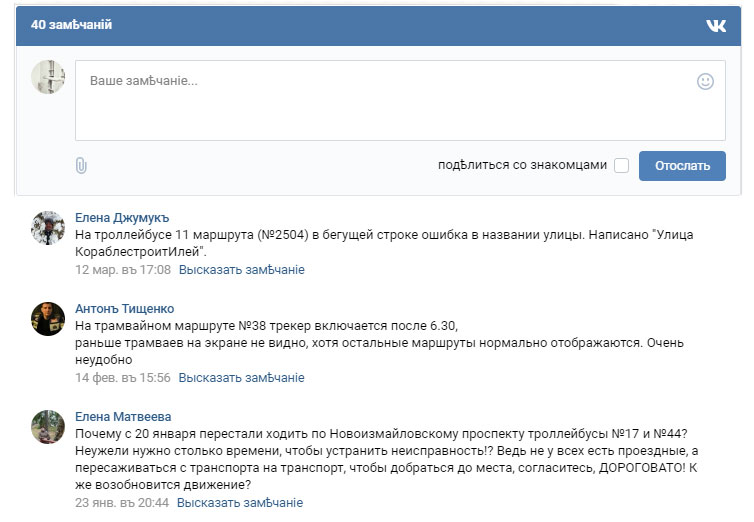 40 замѣчаній
Ваше замѣчаніе...
подѣлиться со знакомцами
Отослать
Елена Джумукъ
На троллейбусе 11 маршрута (№2504) в бегущей строке ошибка в названии улицы. Написано "Улица
КораблестроитИлей".
12 мар. въ 17:08 Высказать замѣчаніе
Антонъ Тищенко
На трамвайном маршруте №38 трекер включается после 6.30,
раньше трамваев на экране не видно, хотя остальные маршруты нормально отображаются. Очень
неудобно
14 фев. въ 15:56 Высказать замѣчаніе
Елена Матвеева
Почему с 20 января перестали ходить по Новоизмайловскому проспекту троллейбусы №17 и №44?
Неужели нужно столько времени, чтобы устранить неисправность!? Ведь не у всех есть проездные, а
пересаживаться с транспорта на транспорт, чтобы добраться до места, согласитесь, ДОРОГОВАТО! К
же возобновится движение?
23 янв. въ 20:44 Высказать замѣчаніе